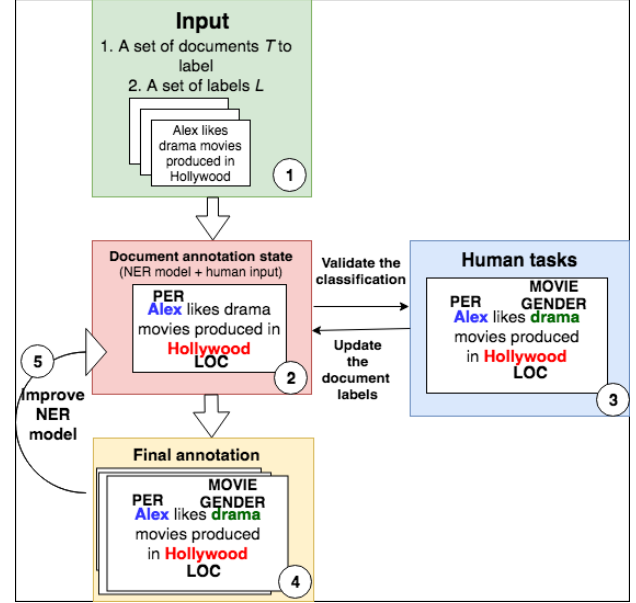 Input
1. A set of documents T to
label
2. A set of labels L
Alex likes
drama movies
produced in
Hollywood
1
Document annotation state
(NER model + human input)
PER
Alex likes drama
movies produced in
Hollywood
LOC
2
Validate the
classification
Update
the
document
labels
Human tasks
MOVIE
PER GENDER
Alex likes drama
movies produced
in Hollywood
LOC
3
5
Improve
NER
model
Final annotation
MOVIE
PER GENDER
Alex likes drama
movies produced
in Hollywood
LOC
4